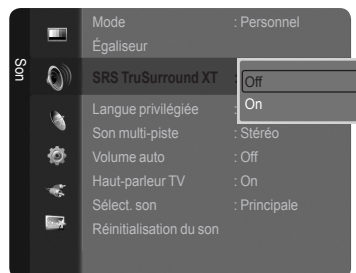 Son
Mode : Personnel
Égaliseur
SRS TruSurround XT : Off
On
Langue privilégiée :
Son multi-piste : Stéréo
Volume auto : Off
Haut-parleur TV : On
Sélect. son : Principale
Réinitialisation du son